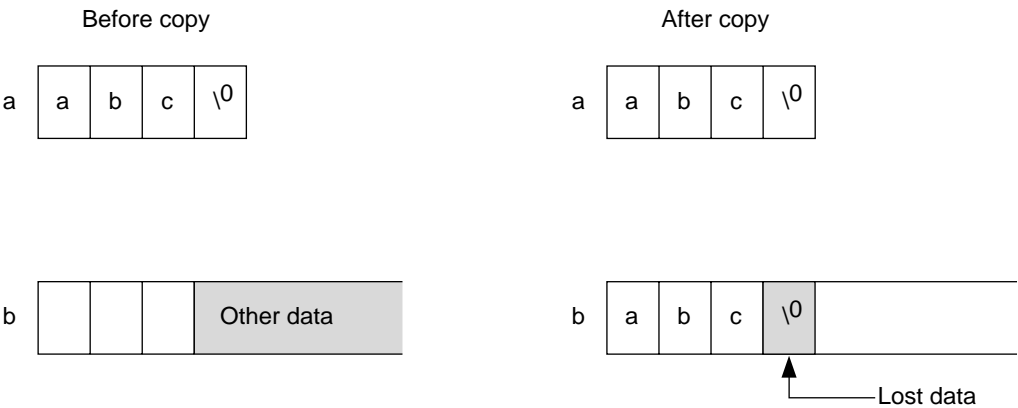 Before copy
After copy
a a b c \0
a a b c \0
b Other data
b a b c \0
Lost data